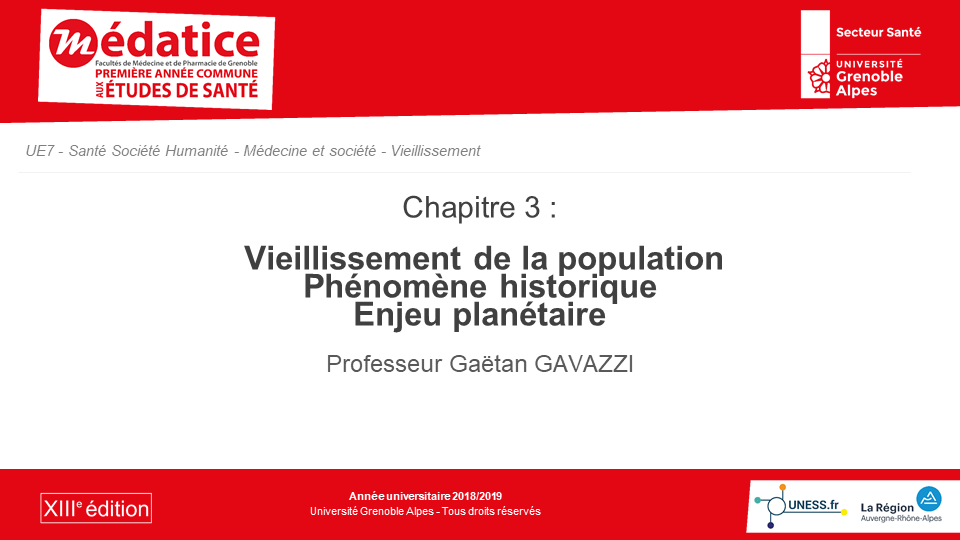 médatice
Facultés de Médecine et de Pharmacie de Grenoble
PREMIÈRE ANNÉE COMMUNE
AUX ÉTUDES DE SANTÉ
Secteur Santé
UNIVERSITÉ
Grenoble
Alpes
UE7 - Santé Société Humanité - Médecine et société - Vieillissement
Chapitre 3 :
Vieillissement de la population
Phénomène historique
Enjeu planétaire
Professeur Gaëtan GAVAZZI
XIIIe édition
Année universitaire 2018/2019
Université Grenoble Alpes - Tous droits réservés
UNESS.fr
La Région
Auvergne-Rhône-Alpes